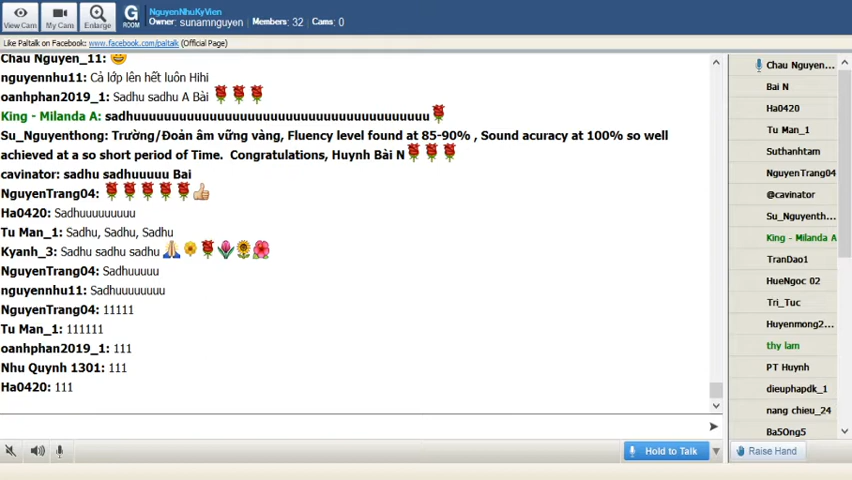 NguyenNhuKyVien
Owner: sunamnguyen Members: 32 Cams: 0
View Cam
My Cam
Enlarge
G
ROOM
Like Paltalk on Facebook: www.facebook.com/paltalk (Official Page)
Chau Nguyen_11:
nguyennhu11: Cả lớp lên hết luôn Hihi
oanhphan2019_1: Sadhu sadhu A Bài
King - Milanda A: sadhuuuuuuuuuuuuuuuuuuuuuuuuuuuuuuuuuuuuuuu
Su_Nguyenthong: Trường/Đoản âm vững vàng, Fluency level found at 85-90% , Sound acuracy at 100% so well
achieved at a so short period of Time. Congratulations, Huynh Bài N
cavinator: sadhu sadhuuuuu Bai
NguyenTrang04:
Ha0420: Sadhuuuuuuuuu
Tu Man_1: Sadhu, Sadhu, Sadhu
Kyanh_3: Sadhu sadhu sadhu
NguyenTrang04: Sadhuuuuu
nguyennhu11: Sadhuuuuuuuu
NguyenTrang04: 11111
Tu Man_1: 111111
oanhphan2019_1: 111
Nhu Quynh 1301: 111
Ha0420: 111
Hold to Talk
Chau Nguyen...
Bai N
Ha0420
Tu Man_1
Suthanhtam
NguyenTrang04
@cavinator
Su_Nguyenth...
King - Milanda A
TranDao1
HueNgoc 02
Tri_Tuc
Huyenmong2...
thy lam
PT Huynh
dieuphapdk_1
nang chieu_24
Ba5Ong5
Raise Hand